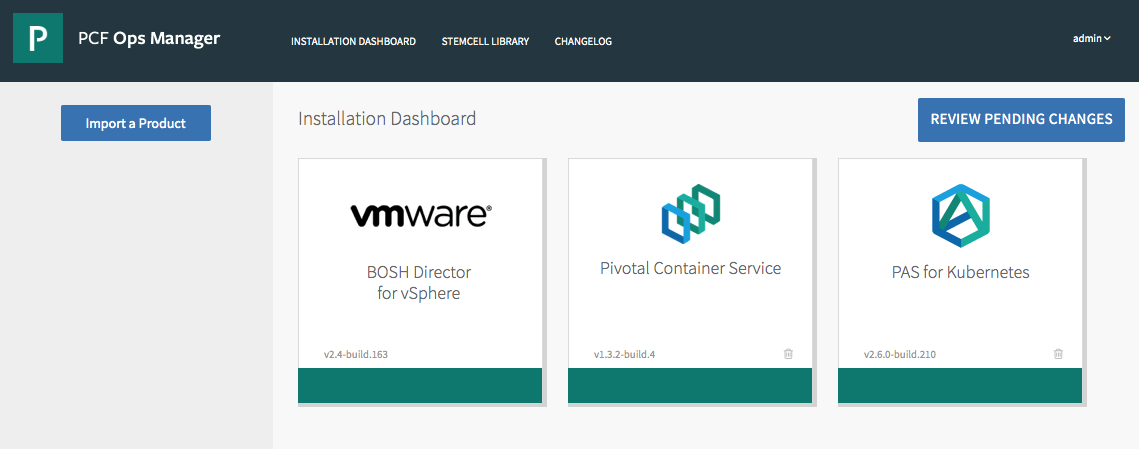 P
PCF Ops Manager
INSTALLATION DASHBOARD
STEMCELL LIBRARY
CHANGELOG
admin
Import a Product
Installation Dashboard
REVIEW PENDING CHANGES
vmware®
BOSH Director
for vSphere
v2.4-build.163
Pivotal Container Service
v1.3.2-build.4
PAS for Kubernetes
v2.6.0-build.210